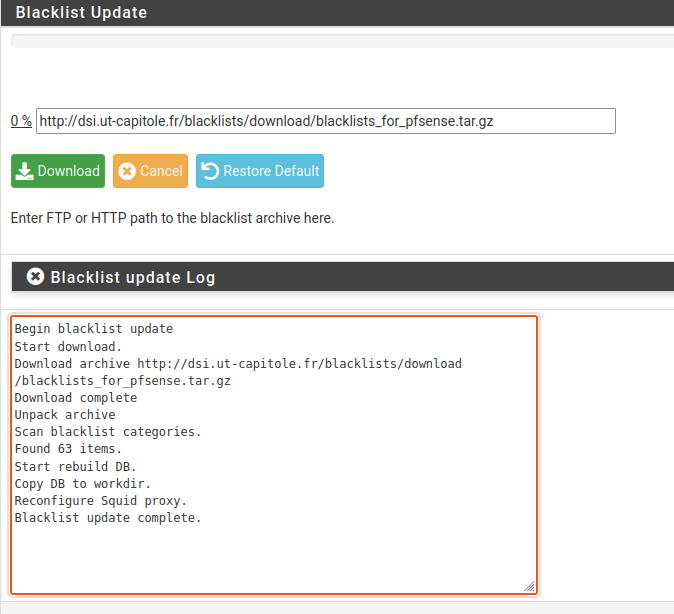 Blacklist Update
0 % http://dsi.ut-capitole.fr/blacklists/download/blacklists_for_pfsense.tar.gz
Download Cancel Restore Default
Enter FTP or HTTP path to the blacklist archive here.
Blacklist update Log
Begin blacklist update
Start download.
Download archive http://dsi.ut-capitole.fr/blacklists/download
/blacklists_for_pfsense.tar.gz
Download complete
Unpack archive
Scan blacklist categories.
Found 63 items.
Start rebuild DB.
Copy DB to workdir.
Reconfigure Squid proxy.
Blacklist update complete.